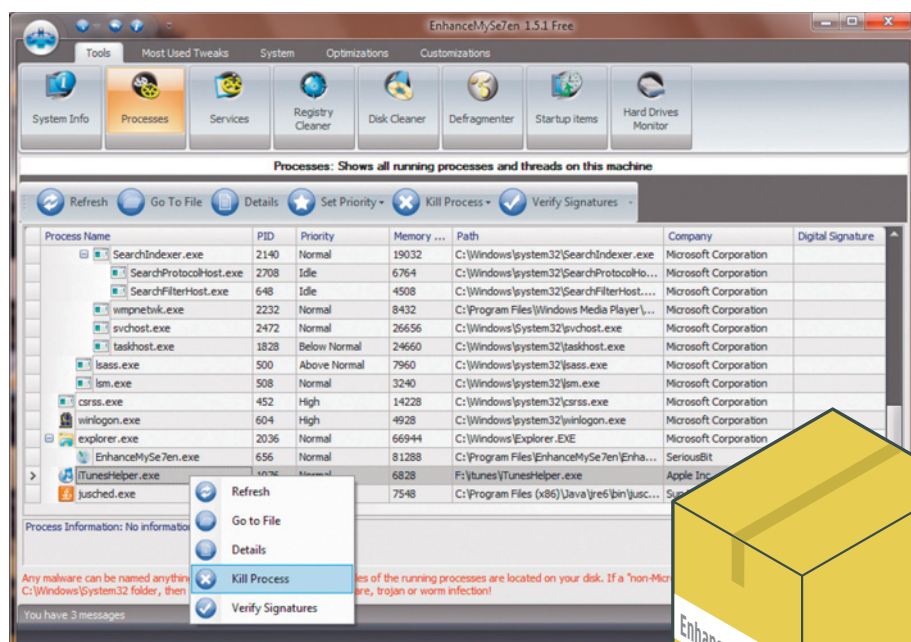 EnhanceMySe7en 1.5.1 Free
Tools Most Used Tweaks System Optimizations Customizations
System Info Processes Services Registry Cleaner Disk Cleaner Defragmenter Startup items Hard Drives Monitor
Processes: Shows all running processes and threads on this machine
Refresh Go To File Details Set Priority Kill Process Verify Signatures
Process Name PID Priority Memory ... Path Company Digital Signature
SearchIndexer.exe 2140 Normal 19032 C:\Windows\system32\SearchIndexer.exe Microsoft Corporation
SearchProtocolHost.exe 2708 Idle 6764 C:\Windows\system32\SearchProtocolHo... Microsoft Corporation
SearchFilterHost.exe 648 Idle 4508 C:\Windows\system32\SearchFilterHost.... Microsoft Corporation
wmpnetwk.exe 2232 Normal 8432 C:\Program Files\Windows Media Player\... Microsoft Corporation
svchost.exe 2472 Normal 26656 C:\Windows\System32\svchost.exe Microsoft Corporation
taskhost.exe 1828 Below Normal 24660 C:\Windows\system32\taskhost.exe Microsoft Corporation
lsass.exe 500 Above Normal 7960 C:\Windows\system32\lsass.exe Microsoft Corporation
lsm.exe 508 Normal 3240 C:\Windows\system32\lsm.exe Microsoft Corporation
csrss.exe 452 High 14228 C:\Windows\system32\csrss.exe Microsoft Corporation
winlogon.exe 604 High 4928 C:\Windows\system32\winlogon.exe Microsoft Corporation
explorer.exe 2036 Normal 66944 C:\Windows\Explorer.EXE Microsoft Corporation
EnhanceMySe7en.exe 656 Normal 81288 C:\Program Files\EnhanceMySe7en\Enha... SeriousBit
iTunesHelper.exe 1076 Normal 6828 F:\itunes\iTunesHelper.exe Apple Inc.
jusched.exe 7548 C:\Program Files (x86)\Java\jre6\bin\jusc...
Refresh
Go to File
Details
Kill Process
Verify Signatures
Process Information: No information
Any malware can be named anything les of the running processes are located on your disk. If a "non-Micr
C:\Windows\System32 folder, then are, trojan or worm infection!
You have 3 messages